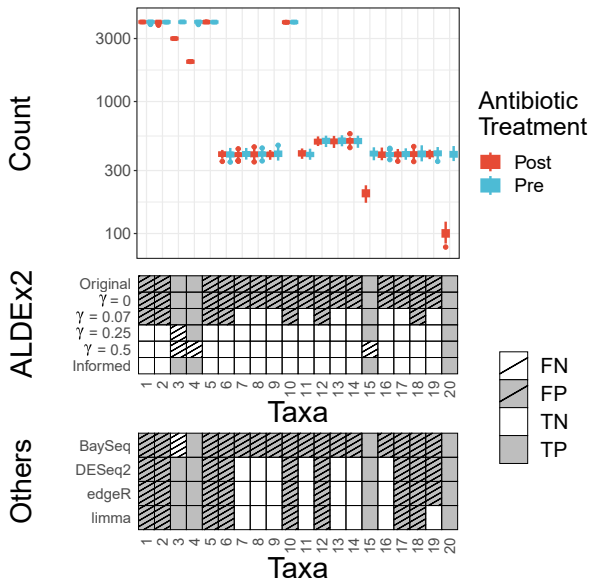 3000
1000
300
100
Count
Antibiotic
Treatment
Post
Pre
ALDEx2
Original
γ = 0
γ = 0.07
γ = 0.25
γ = 0.5
Informed
1 2 3 4 5 6 7 8 9 10 11 12 13 14 15 16 17 18 19 20
Taxa
FN
FP
TN
TP
Others
BaySeq
DESeq2
edgeR
limma
1 2 3 4 5 6 7 8 9 10 11 12 13 14 15 16 17 18 19 20
Taxa